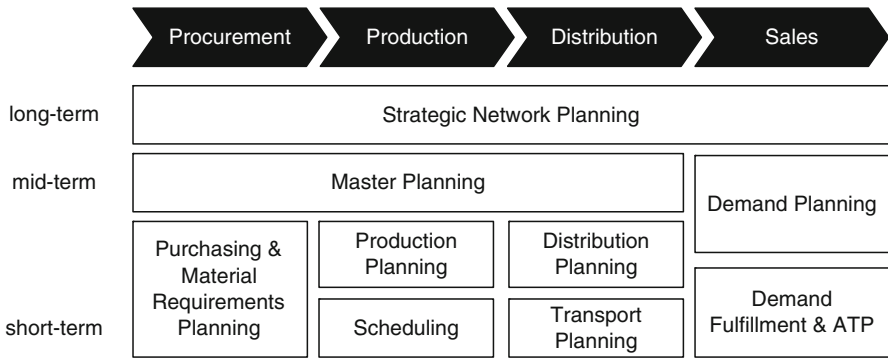 Procurement
Production
Distribution
Sales
long-term
Strategic Network Planning
mid-term
Master Planning
Demand Planning
Purchasing &
Material
Requirements
Planning
Production
Planning
Distribution
Planning
short-term
Scheduling
Transport
Planning
Demand
Fulfillment & ATP